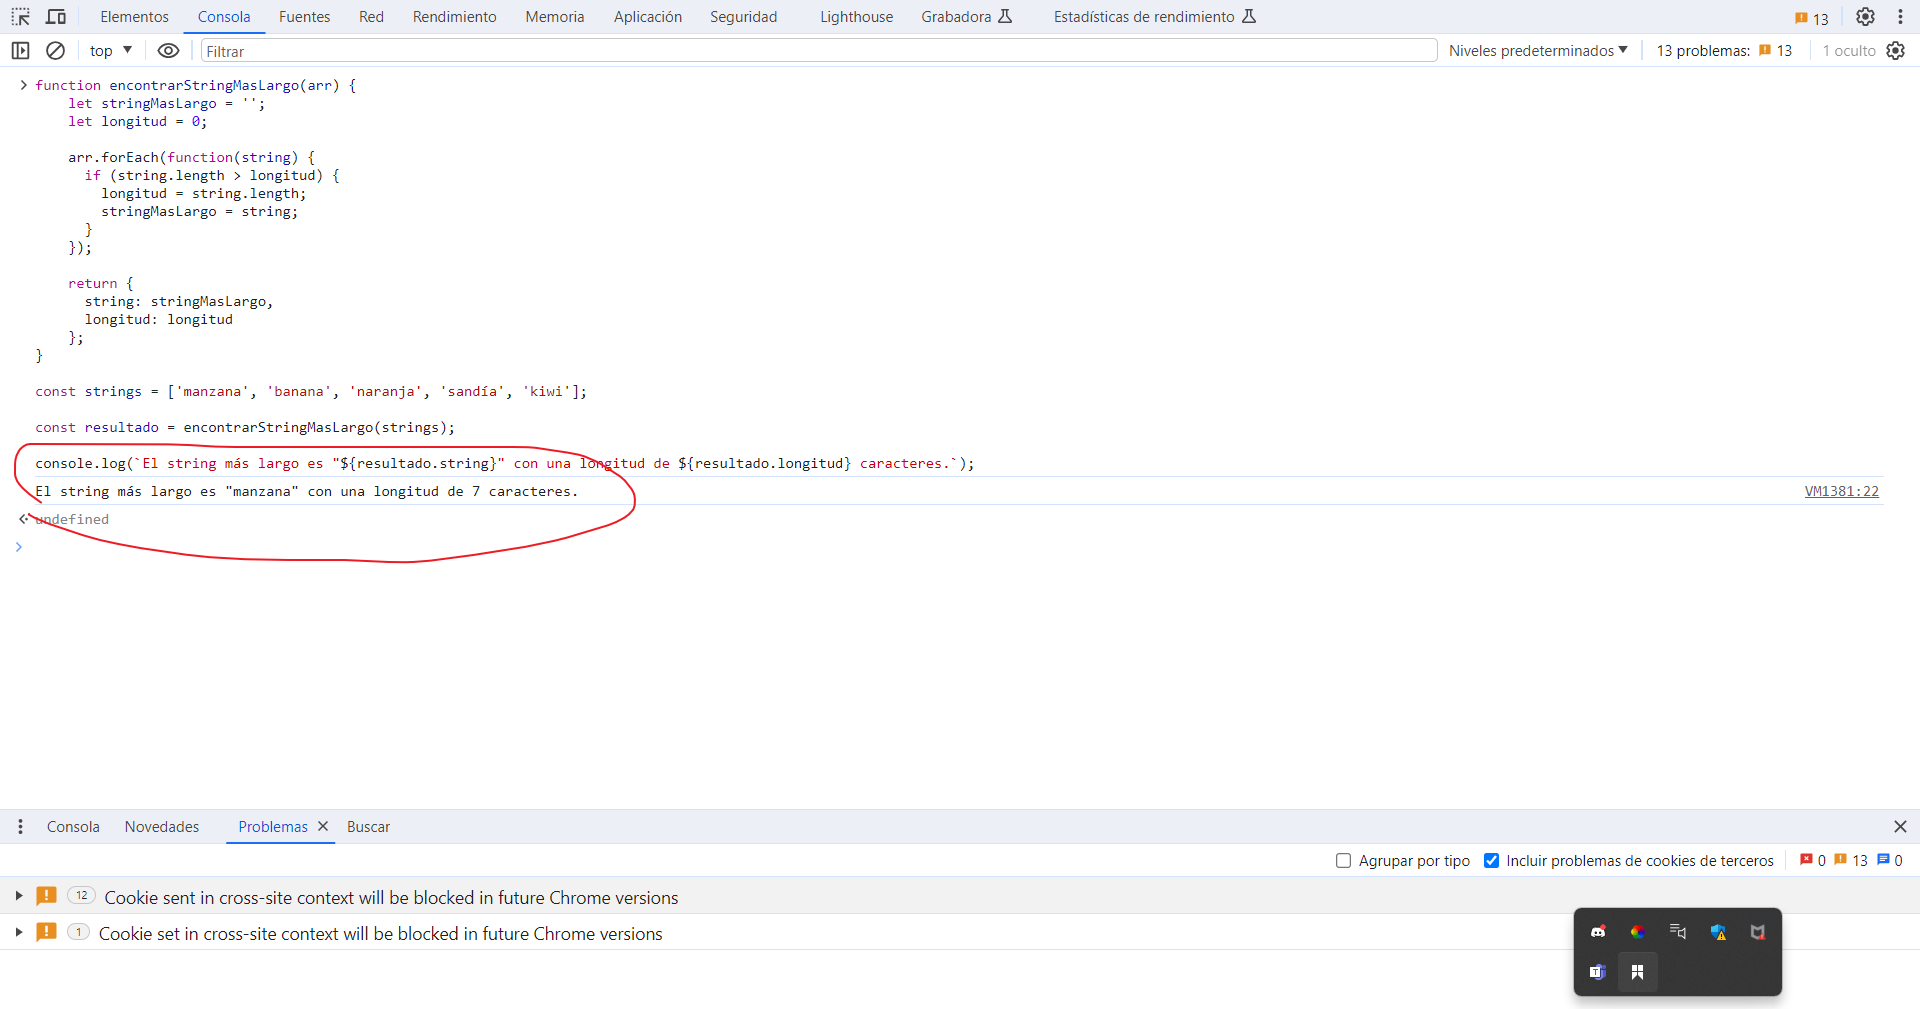 Elementos Consola Fuentes Red Rendimiento Memoria Aplicación Seguridad Lighthouse Grabadora Estadísticas de rendimiento 13
top Filtrar Niveles predeterminados 13 problemas: 13 1 oculto
function encontrarStringMasLargo(arr) {
let stringMasLargo = '';
let longitud = 0;
arr.forEach(function(string) {
if (string.length > longitud) {
longitud = string.length;
stringMasLargo = string;
}
});
return {
string: stringMasLargo,
longitud: longitud
};
}
const strings = ['manzana', 'banana', 'naranja', 'sandía', 'kiwi'];
const resultado = encontrarStringMasLargo(strings);
console.log(`El string más largo es "${resultado.string}" con una longitud de ${resultado.longitud} caracteres.`);
El string más largo es "manzana" con una longitud de 7 caracteres. VM1381:22
undefined
Consola Novedades Problemas Buscar
Agrupar por tipo Incluir problemas de cookies de terceros 0 13 0
12 Cookie sent in cross-site context will be blocked in future Chrome versions
1 Cookie set in cross-site context will be blocked in future Chrome versions